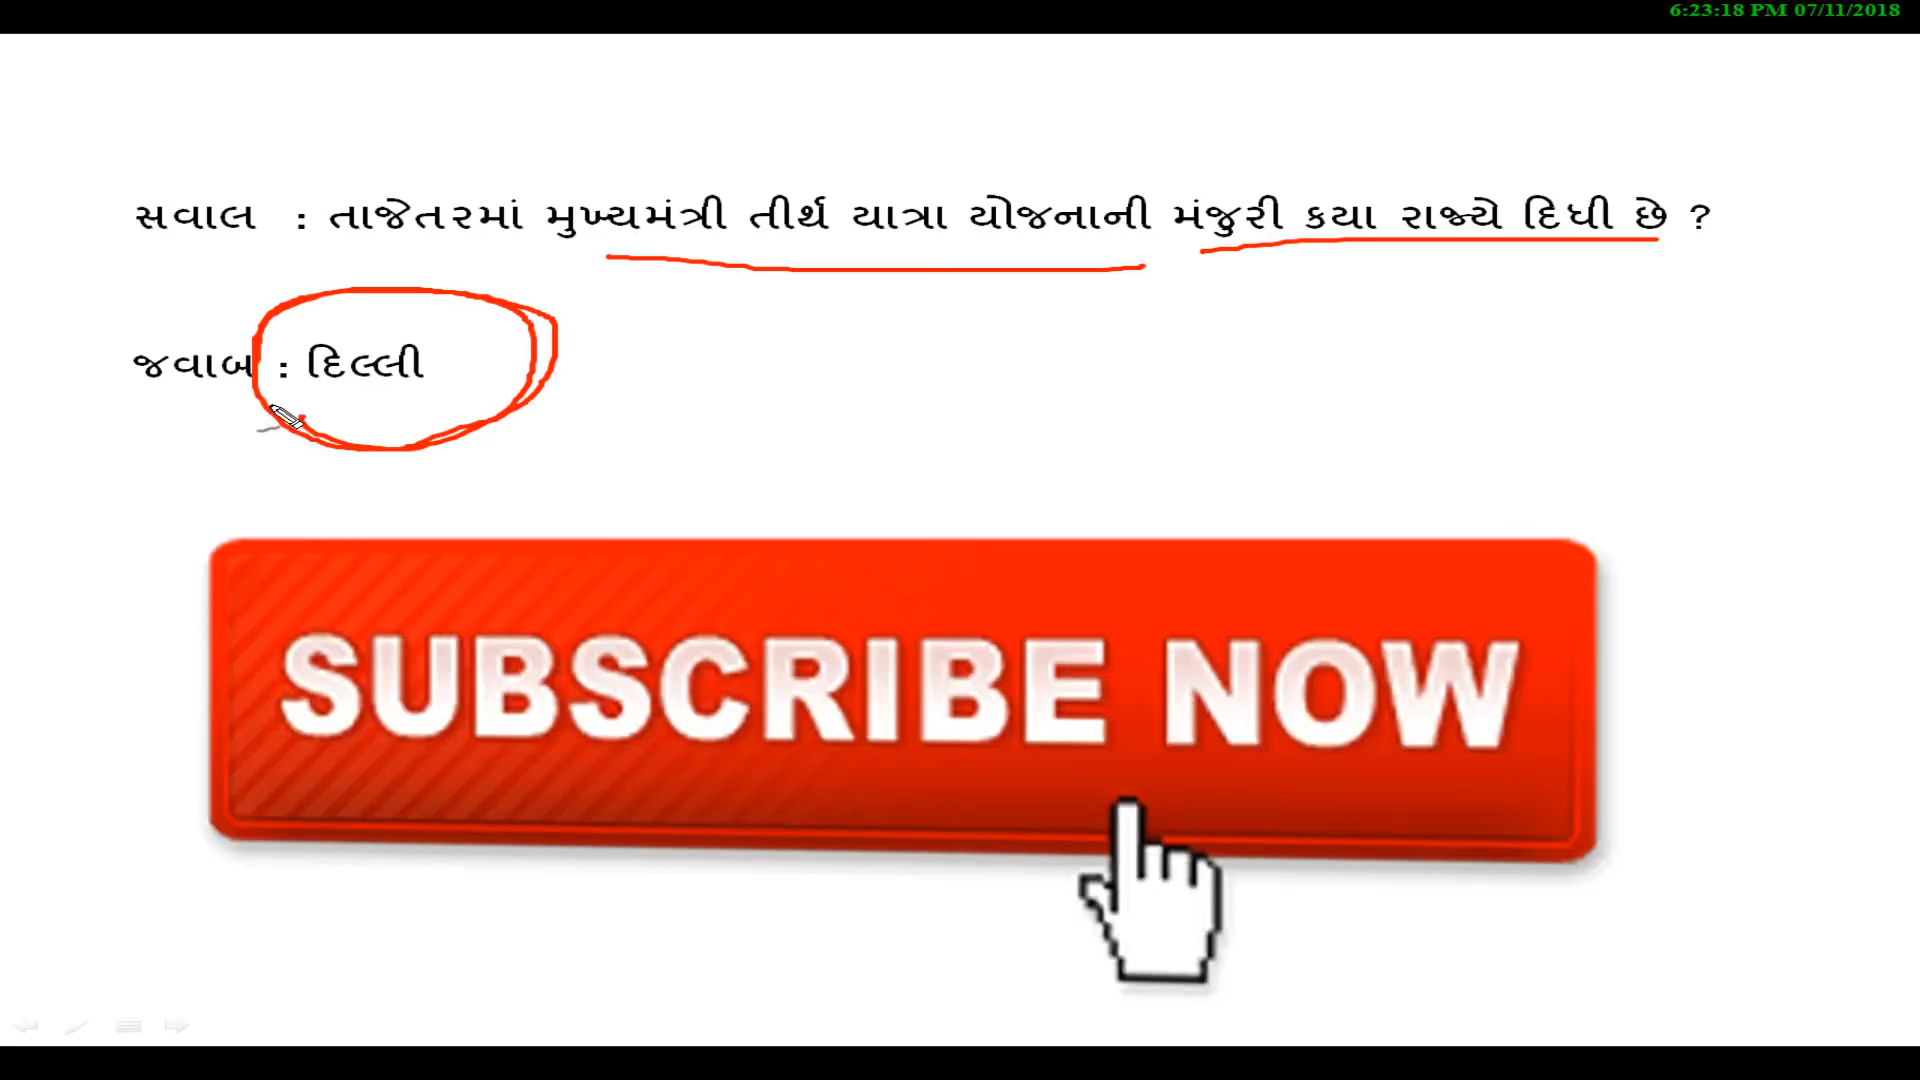 6:23:18 PM 07/11/2018
સવાલ : તાજેતરમાં મુખ્યમંત્રી તીર્થ યાત્રા યોજનાની મંજુરી કયા રાજ્યે દિધી છે ?
જવાબ : દિલ્લી
SUBSCRIBE NOW